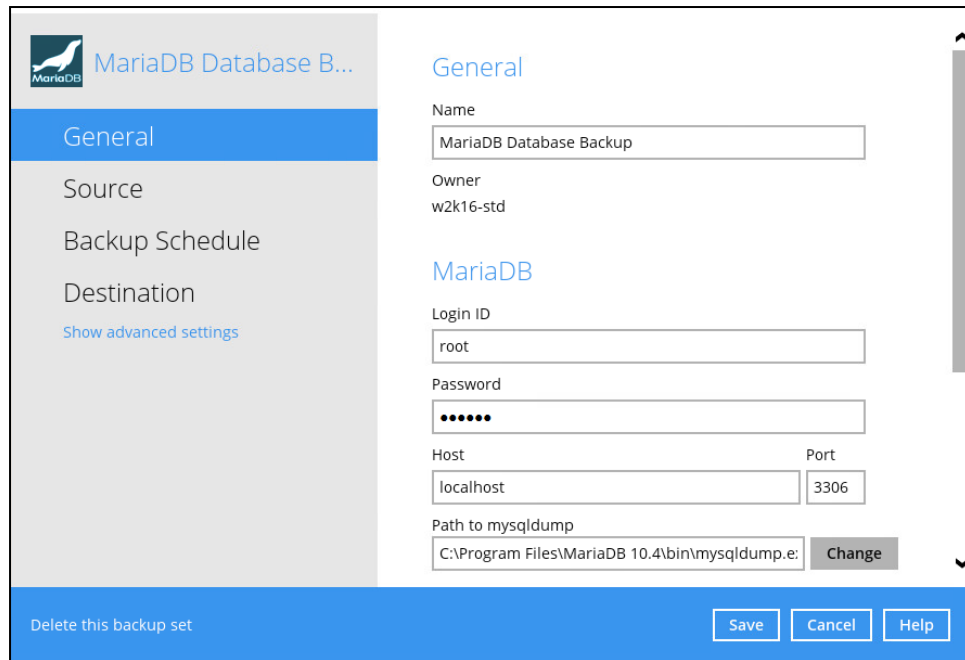 MariaDB
MariaDB Database B...
General
Source
Backup Schedule
Destination
Show advanced settings
General
Name
MariaDB Database Backup
Owner
w2k16-std
MariaDB
Login ID
root
Password
••••••
Host Port
localhost 3306
Path to mysqldump
C:\Program Files\MariaDB 10.4\bin\mysqldump.e Change
Delete this backup set Save Cancel Help